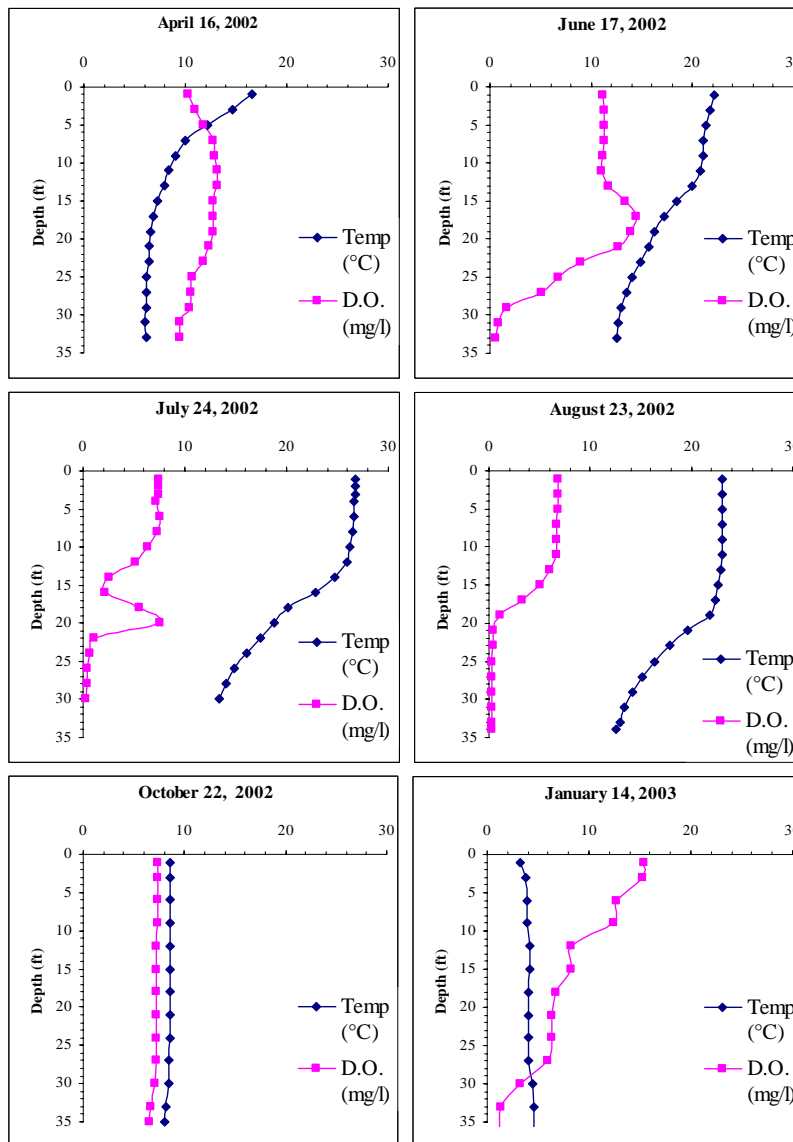 April 16, 2002
0 10 20 30
0
5
10
15
20
25
30
35
Depth (ft)
Temp
(°C)
D.O.
(mg/l)
June 17, 2002
0 10 20 30
0
5
10
15
20
25
30
35
Depth (ft)
Temp
(°C)
D.O.
(mg/l)
July 24, 2002
0 10 20 30
0
5
10
15
20
25
30
35
Depth (ft)
Temp
(°C)
D.O.
(mg/l)
August 23, 2002
0 10 20 30
0
5
10
15
20
25
30
35
Depth (ft)
Temp
(°C)
D.O.
(mg/l)
October 22, 2002
0 10 20 30
0
5
10
15
20
25
30
35
Depth (ft)
Temp
(°C)
D.O.
(mg/l)
January 14, 2003
0 10 20 30
0
5
10
15
20
25
30
35
Depth (ft)
Temp
(°C)
D.O.
(mg/l)